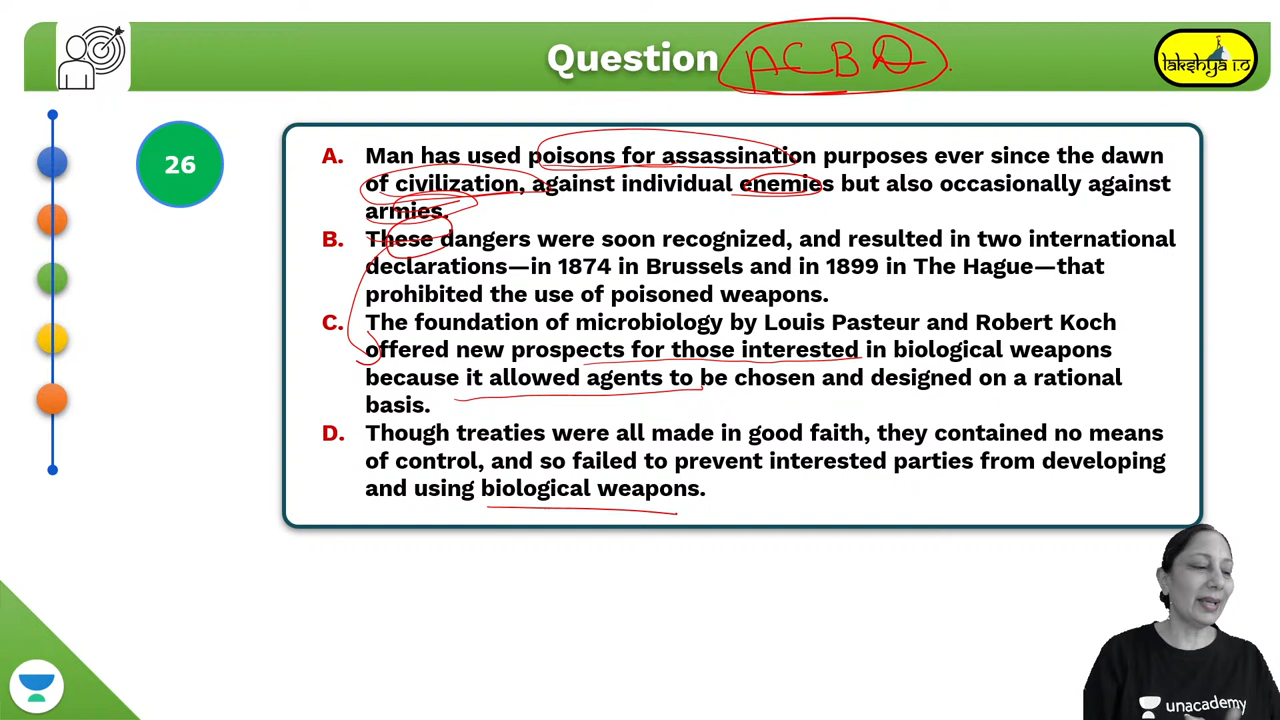 Question ACBD
lakshya 1.0
26
A. Man has used poisons for assassination purposes ever since the dawn
of civilization, against individual enemies but also occasionally against
armies.
B. These dangers were soon recognized, and resulted in two international
declarations—in 1874 in Brussels and in 1899 in The Hague—that
prohibited the use of poisoned weapons.
C. The foundation of microbiology by Louis Pasteur and Robert Koch
offered new prospects for those interested in biological weapons
because it allowed agents to be chosen and designed on a rational
basis.
D. Though treaties were all made in good faith, they contained no means
of control, and so failed to prevent interested parties from developing
and using biological weapons.
unacademy